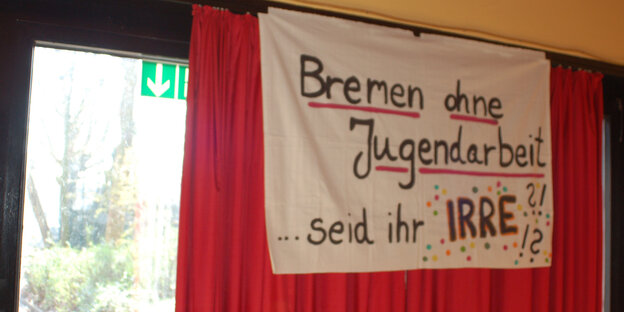 Bremen ohne
Jugendarbeit
...seid ihr IRRE ?!
!?